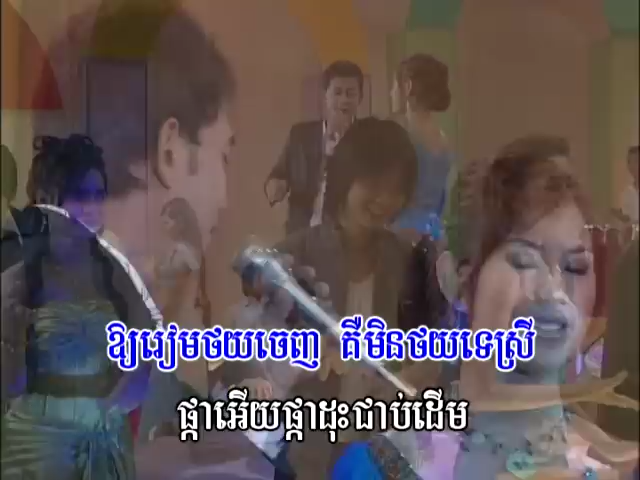 ឱ្យរៀមថយចេញ គឺមិនថយទេស្រី
ផ្កាអើយផ្កាដុះជាប់ដើម